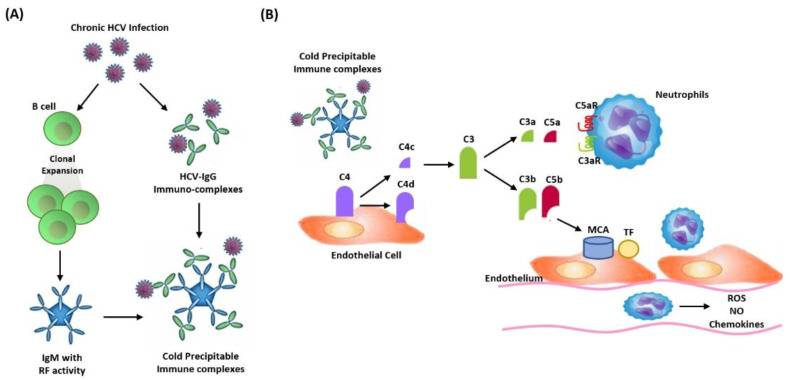 (A)
Chronic HCV Infection
B cell
Clonal
Expansion
HCV-IgG
Immuno-complexes
IgM with
RF activity
Cold Precipitable
Immune complexes
(B)
Cold Precipitable
Immune complexes
C4
C4c
C4d
Endothelial Cell
C3
C3a
C5a
C3b
C5b
Neutrophils
C5aR
C3aR
MCA
TF
Endothelium
ROS
NO
Chemokines